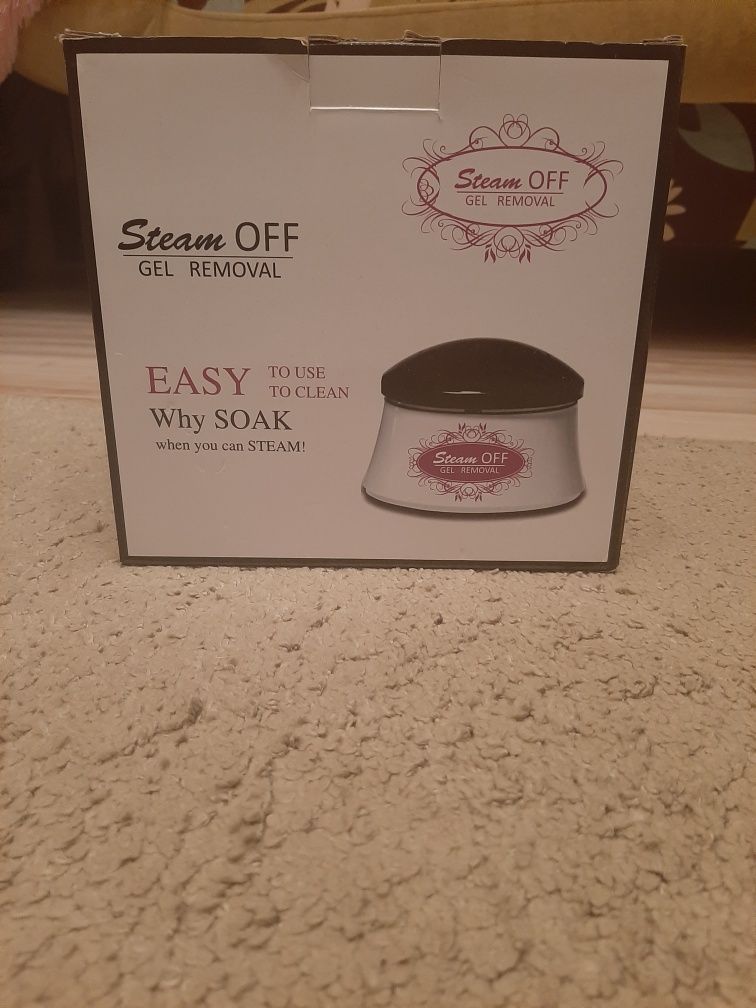 Steam OFF
GEL REMOVAL
Steam OFF
GEL REMOVAL
EASY TO USE
TO CLEAN
Why SOAK
when you can STEAM!
Steam OFF
GEL REMOVAL